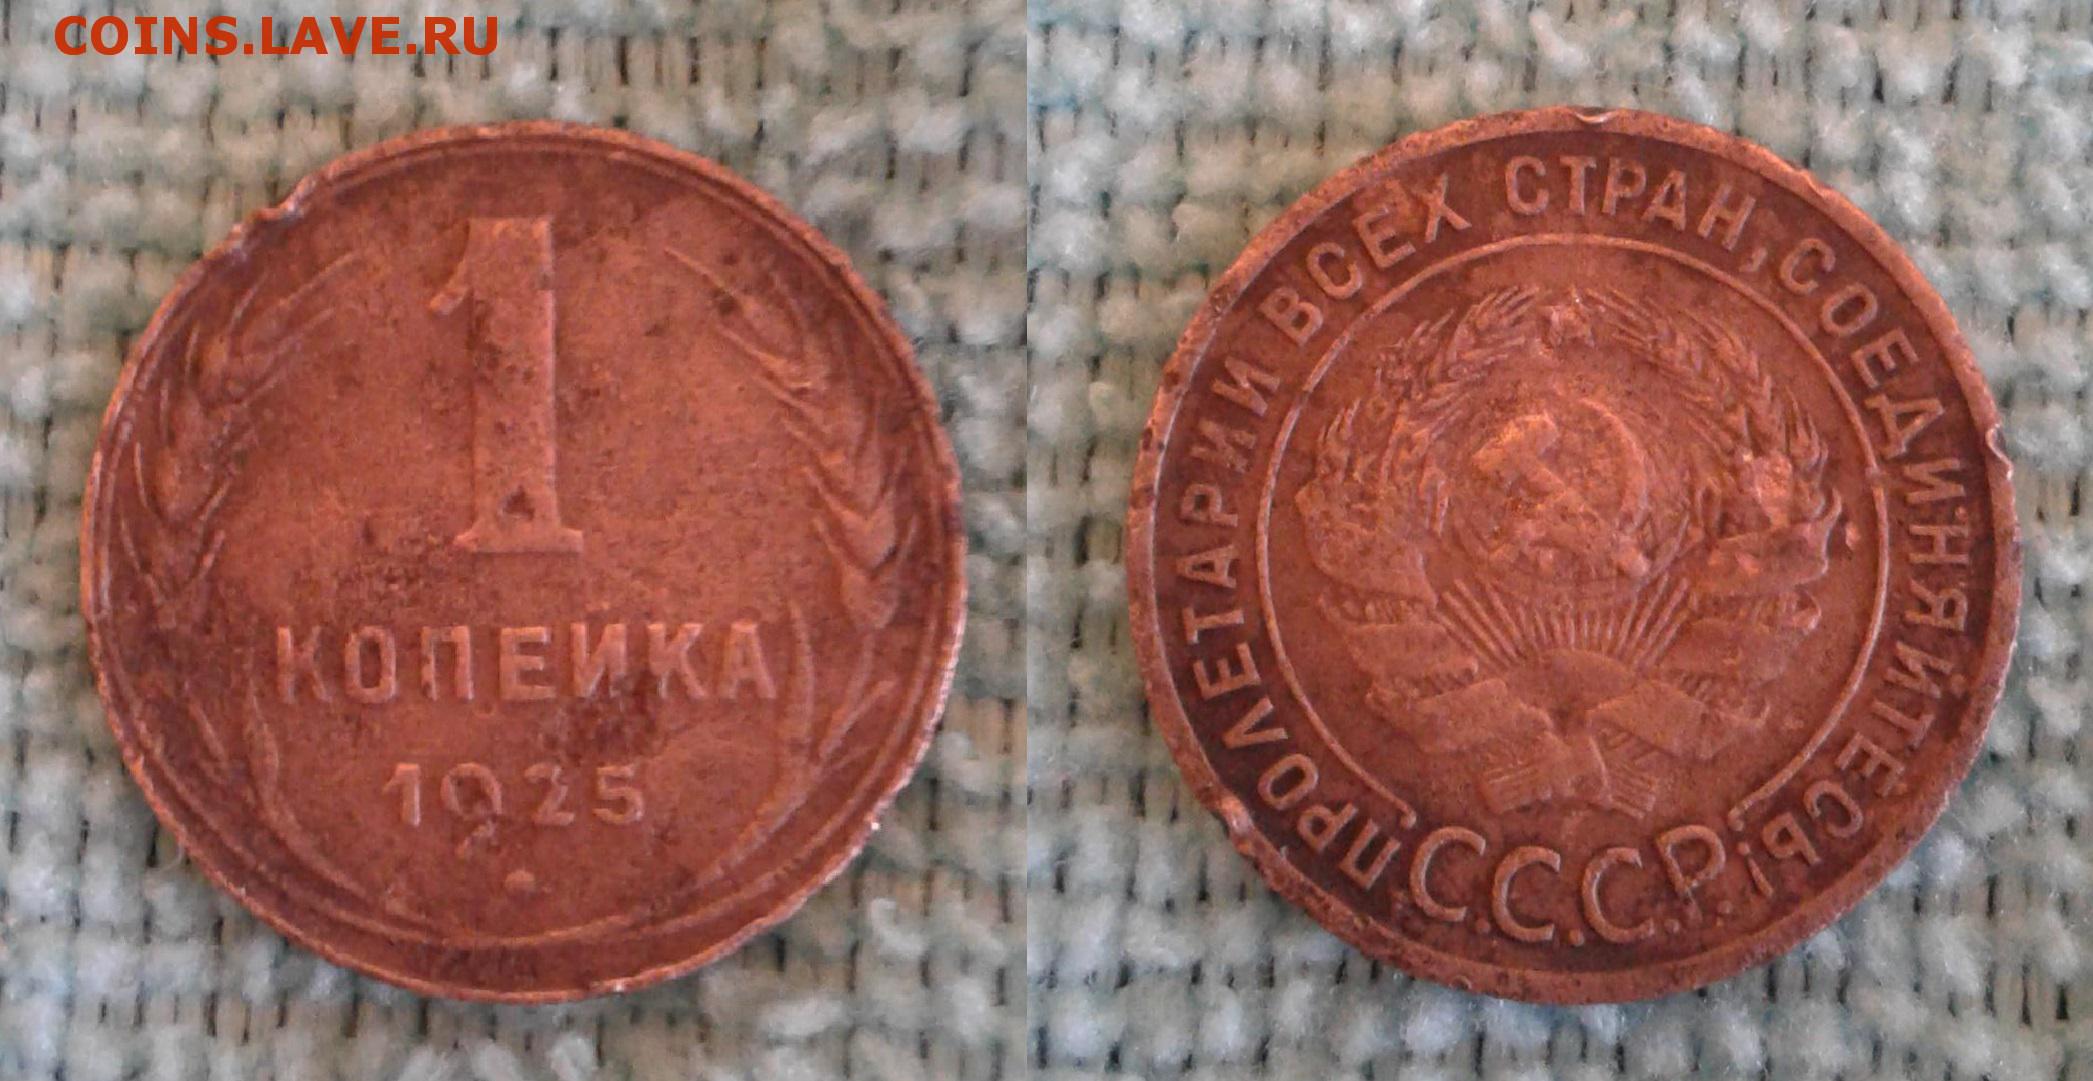 COINS.LAVE.RU
1
КОПЕЙКА
1925
ПРОЛЕТАРИИ ВСЕХ СТРАН, СОЕДИНЯЙТЕСЬ!
С.С.С.Р.